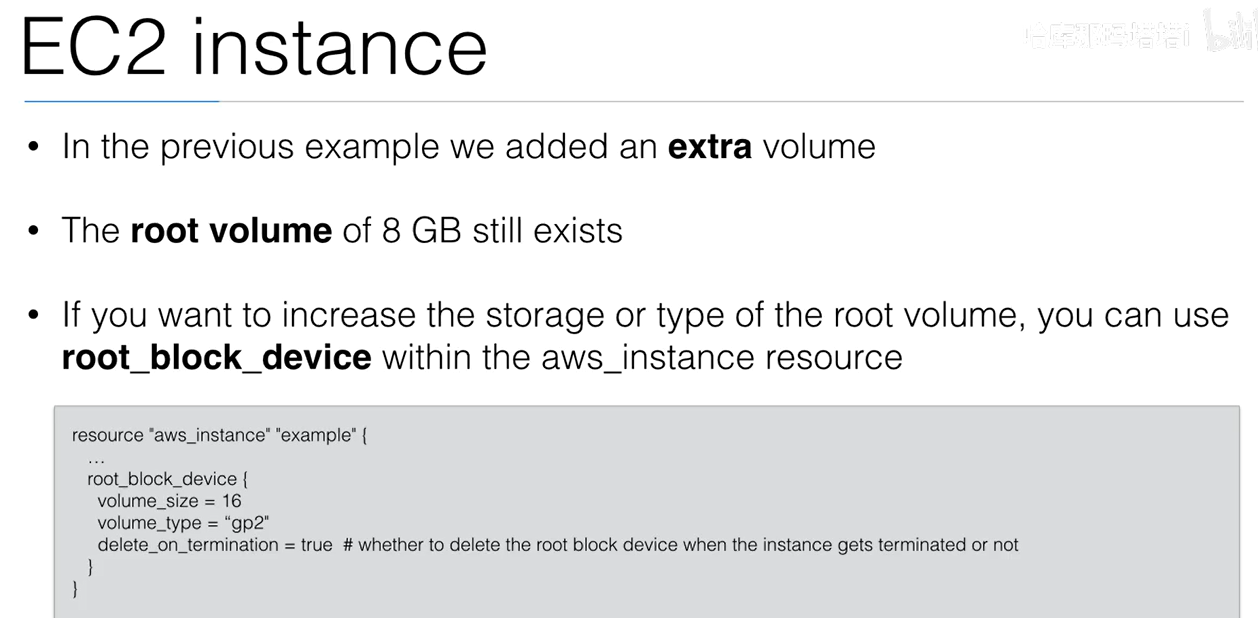 EC2 instance
• In the previous example we added an extra volume
• The root volume of 8 GB still exists
• If you want to increase the storage or type of the root volume, you can use
root_block_device within the aws_instance resource
resource "aws_instance" "example" {
…
root_block_device {
volume_size = 16
volume_type = “gp2"
delete_on_termination = true # whether to delete the root block device when the instance gets terminated or not
}
}